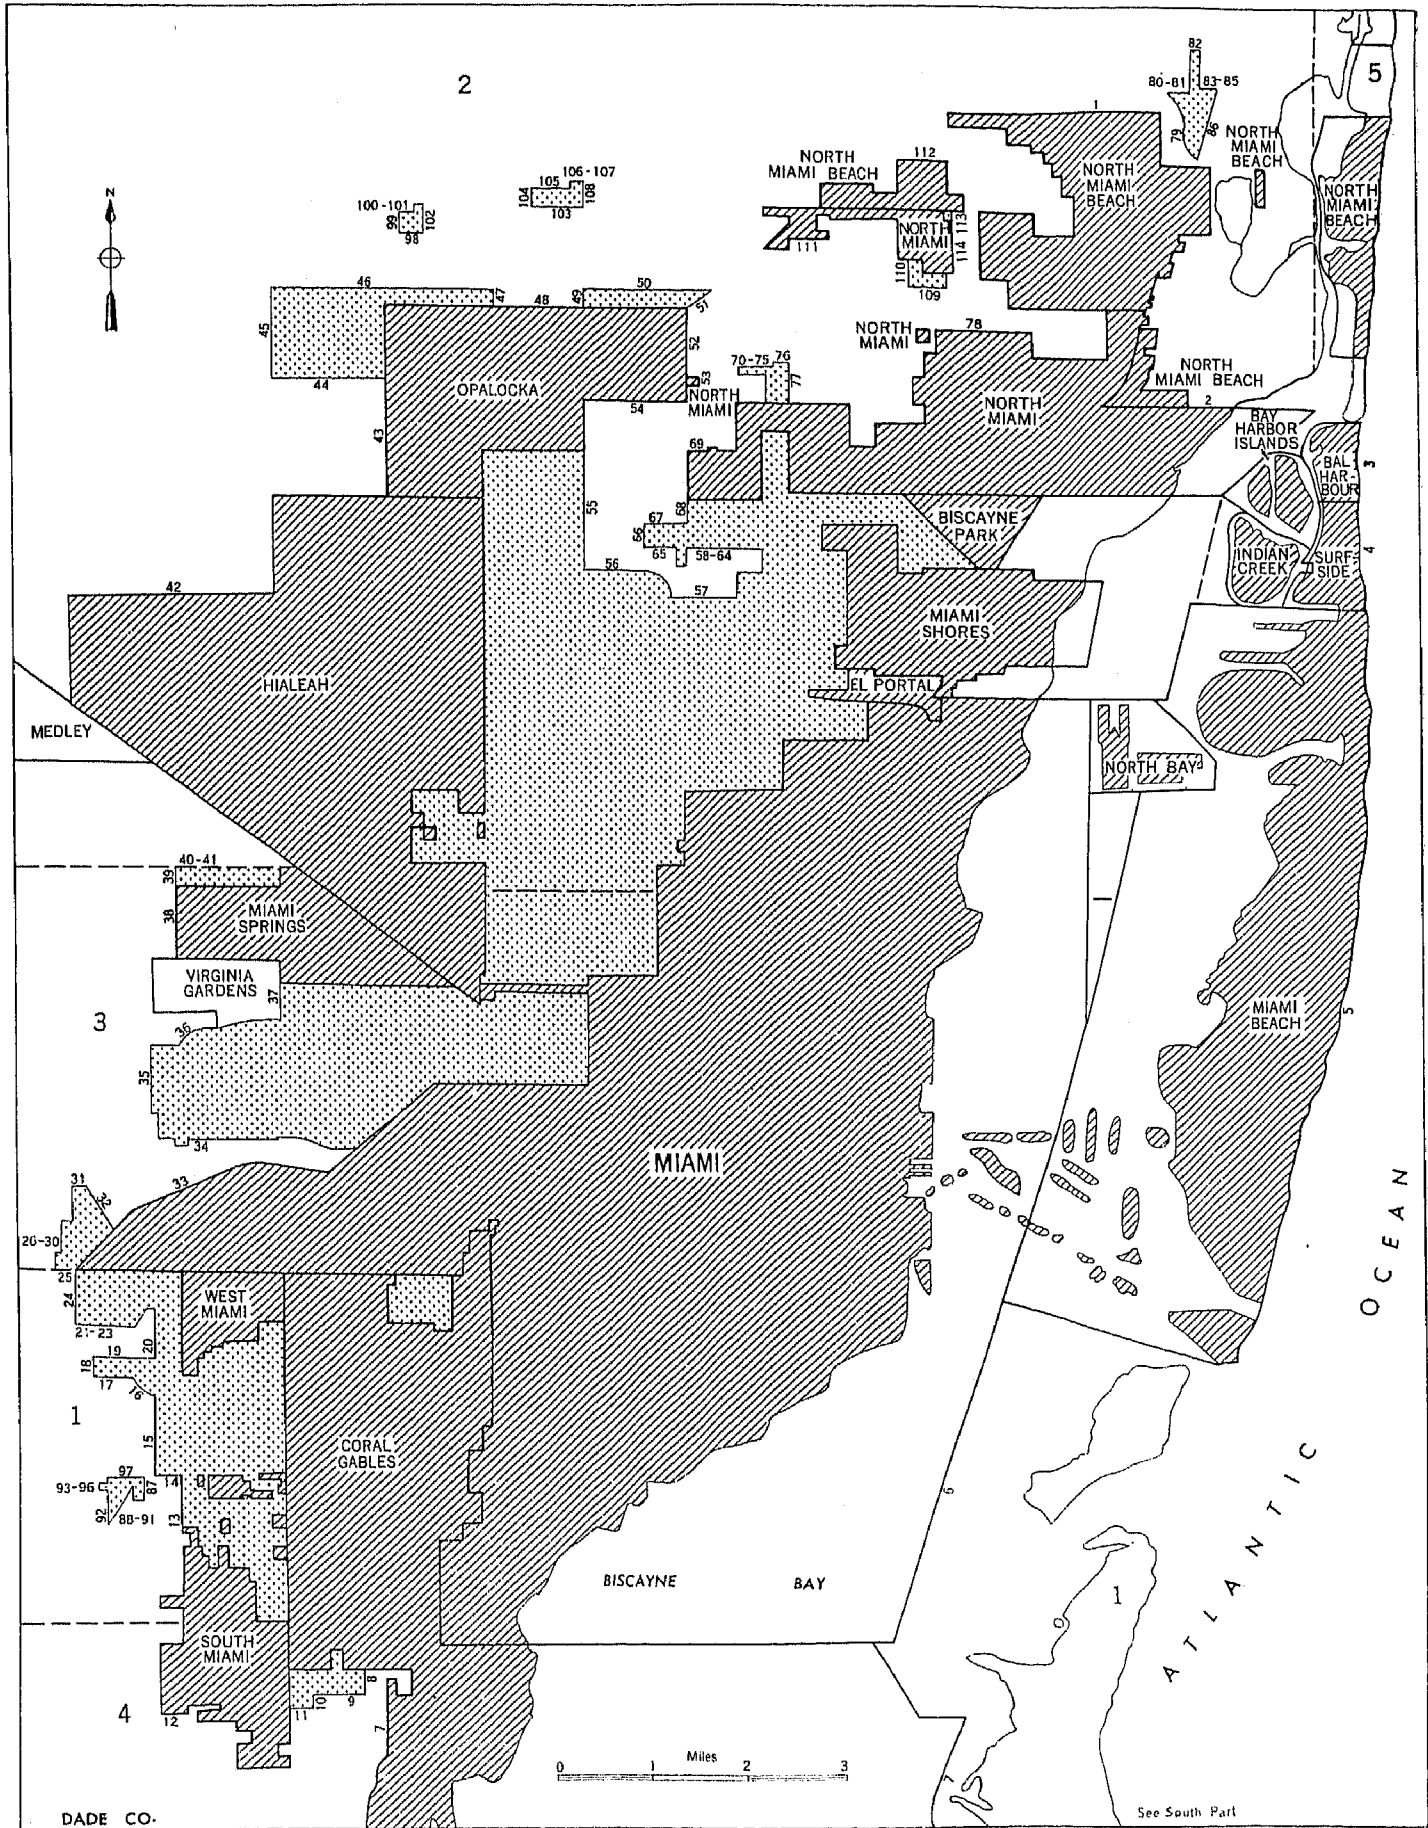 2
5
82
80-81
83-85
79
86
NORTH
MIAMI
BEACH
1
112
NORTH
MIAMI BEACH
NORTH
MIAMI
BEACH
NORTH
MIAMI
BEACH
N
106-107
105
104
108
103
100-101
99
102
98
113
114
NORTH
MIAMI
111
110
109
46
47
48
49
50
51
45
44
52
53
43
OPALOCKA
54
NORTH
MIAMI
78
70-75
76
77
NORTH
MIAMI
NORTH
MIAMI
NORTH
MIAMI BEACH
2
BAY
HARBOR
ISLANDS
BAL
HAR-
BOUR
3
69
68
67
66
65
58-64
55
56
57
BISCAYNE
PARK
INDIAN
CREEK
SURF-
SIDE
4
42
MIAMI
SHORES
HIALEAH
EL PORTAL
MEDLEY
NORTH BAY
40-41
39
38
MIAMI
SPRINGS
VIRGINIA
GARDENS
37
3
36
35
34
MIAMI
BEACH
5
MIAMI
33
31
32
26-30
25
24
WEST
MIAMI
21-23
20
19
18
17
16
1
15
CORAL
GABLES
14
97
93-96
87
92
88-91
13
6
OCEAN
ATLANTIC
BISCAYNE BAY
1
SOUTH
MIAMI
4
12
11
10
9
8
7
7
Miles
0 1 2 3
DADE CO.
See South Part